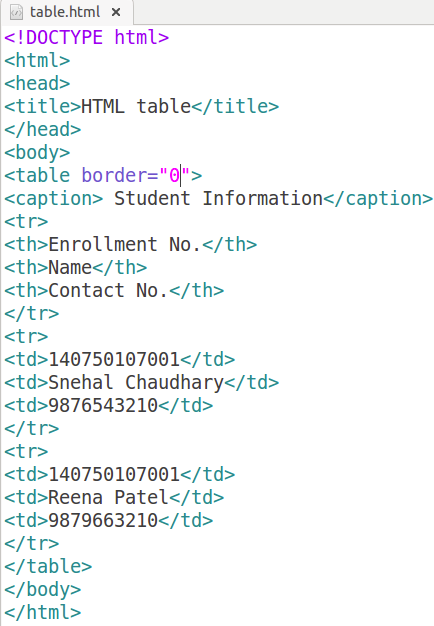 table.html ×
<!DOCTYPE html>
<html>
<head>
<title>HTML table</title>
</head>
<body>
<table border="0">
<caption> Student Information</caption>
<tr>
<th>Enrollment No.</th>
<th>Name</th>
<th>Contact No.</th>
</tr>
<tr>
<td>140750107001</td>
<td>Snehal Chaudhary</td>
<td>9876543210</td>
</tr>
<tr>
<td>140750107001</td>
<td>Reena Patel</td>
<td>9879663210</td>
</tr>
</table>
</body>
</html>